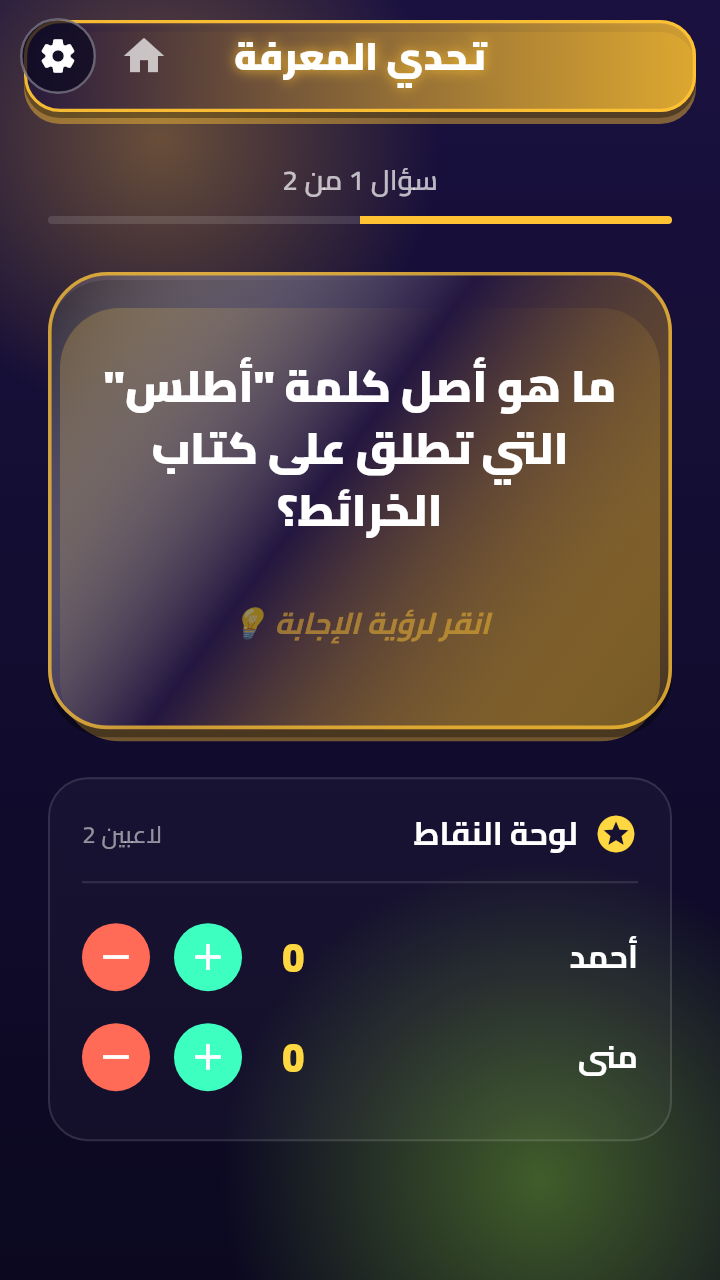 تحدي المعرفة
سؤال 1 من 2
ما هو أصل كلمة "أطلس"
التي تطلق على كتاب
الخرائط؟
انقر لرؤية الإجابة 💡
لوحة النقاط
2 لاعبين
أحمد
0
منى
0